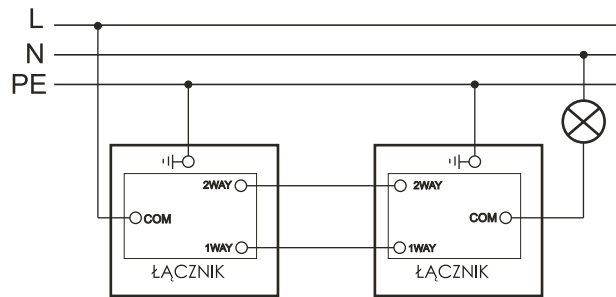 L
N
PE
2WAY 2WAY
COM COM
1WAY 1WAY
ŁĄCZNIK ŁĄCZNIK